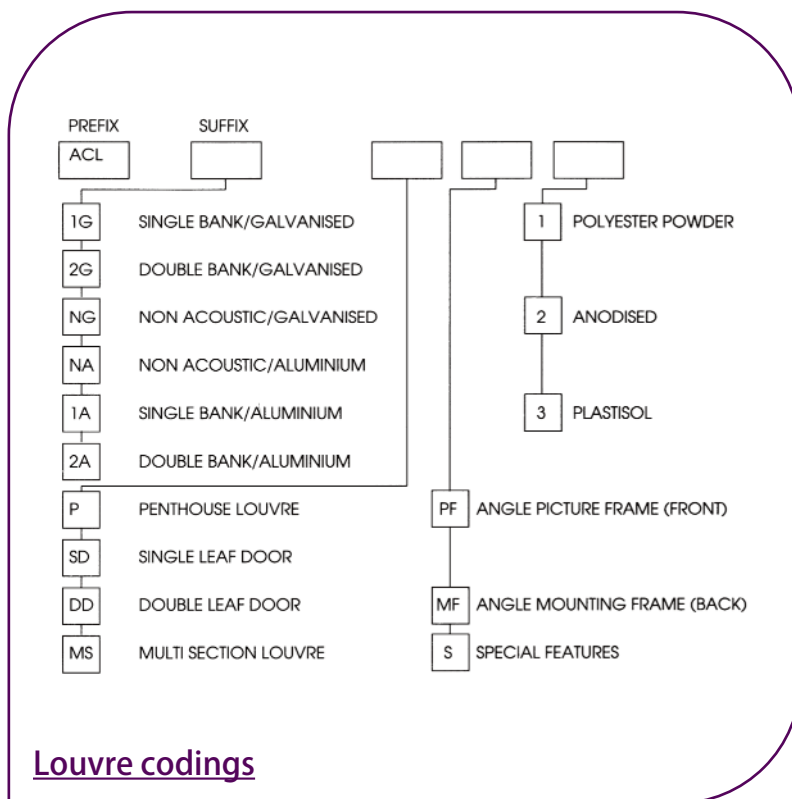 PREFIX SUFFIX
ACL
1G SINGLE BANK/GALVANISED 1 POLYESTER POWDER
2G DOUBLE BANK/GALVANISED
NG NON ACOUSTIC/GALVANISED 2 ANODISED
NA NON ACOUSTIC/ALUMINIUM
1A SINGLE BANK/ALUMINIUM 3 PLASTISOL
2A DOUBLE BANK/ALUMINIUM
P PENTHOUSE LOUVRE PF ANGLE PICTURE FRAME (FRONT)
SD SINGLE LEAF DOOR
DD DOUBLE LEAF DOOR MF ANGLE MOUNTING FRAME (BACK)
MS MULTI SECTION LOUVRE S SPECIAL FEATURES
Louvre codings